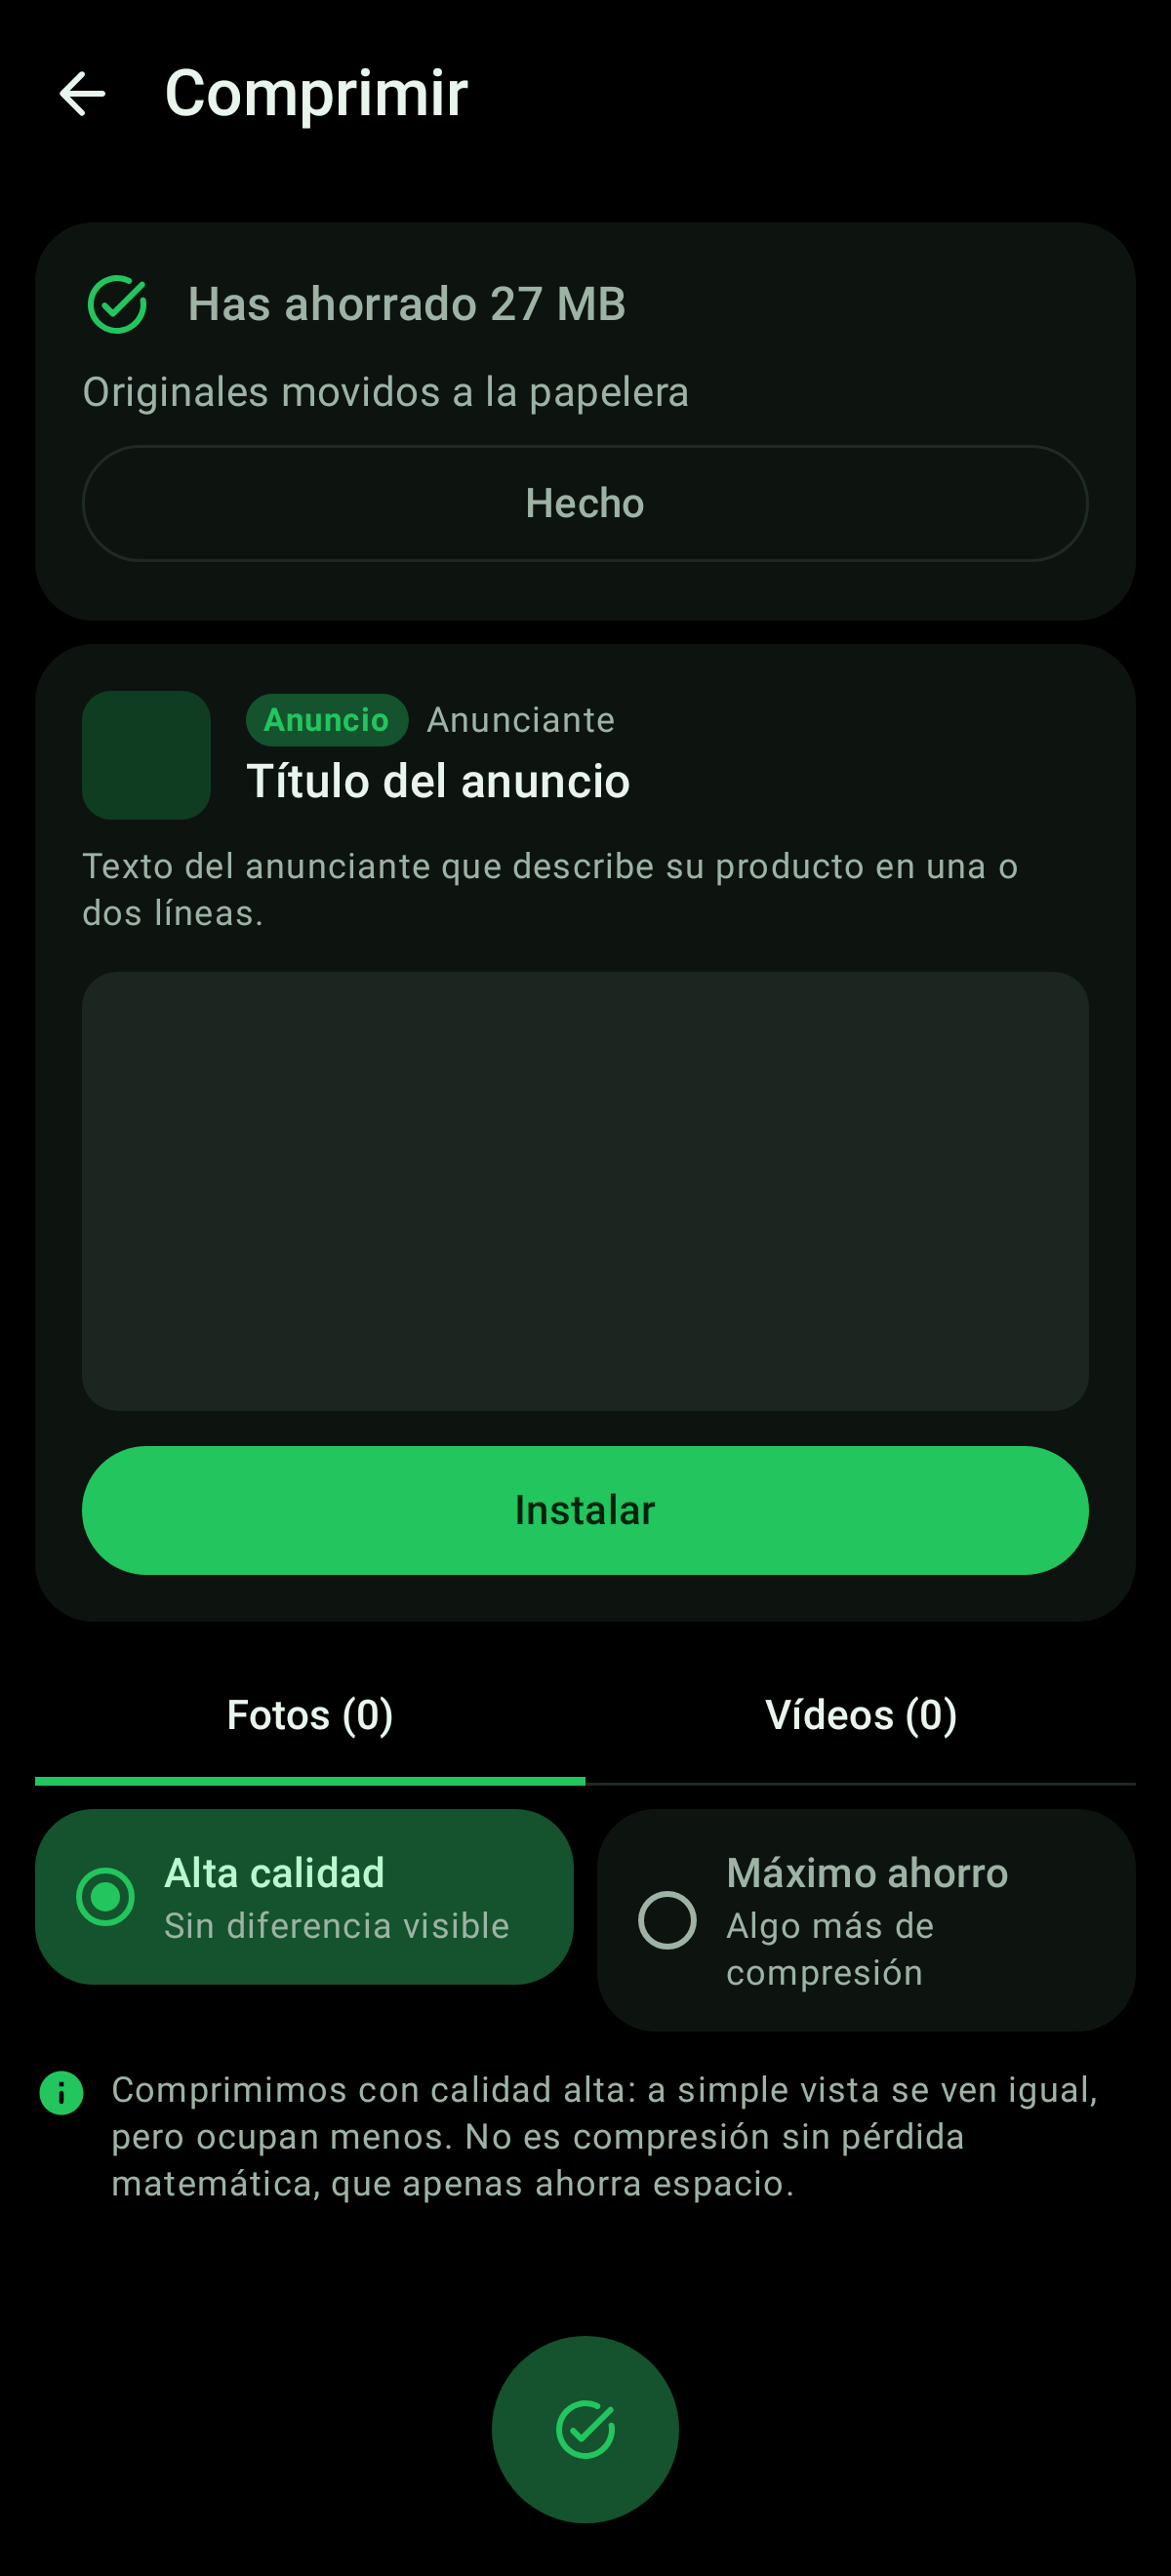 Comprimir
Has ahorrado 27 MB
Originales movidos a la papelera
Hecho
Anuncio Anunciante
Título del anuncio
Texto del anunciante que describe su producto en una o
dos líneas.
Instalar
Fotos (0)
Vídeos (0)
Alta calidad
Sin diferencia visible
Máximo ahorro
Algo más de
compresión
Comprimimos con calidad alta: a simple vista se ven igual,
pero ocupan menos. No es compresión sin pérdida
matemática, que apenas ahorra espacio.